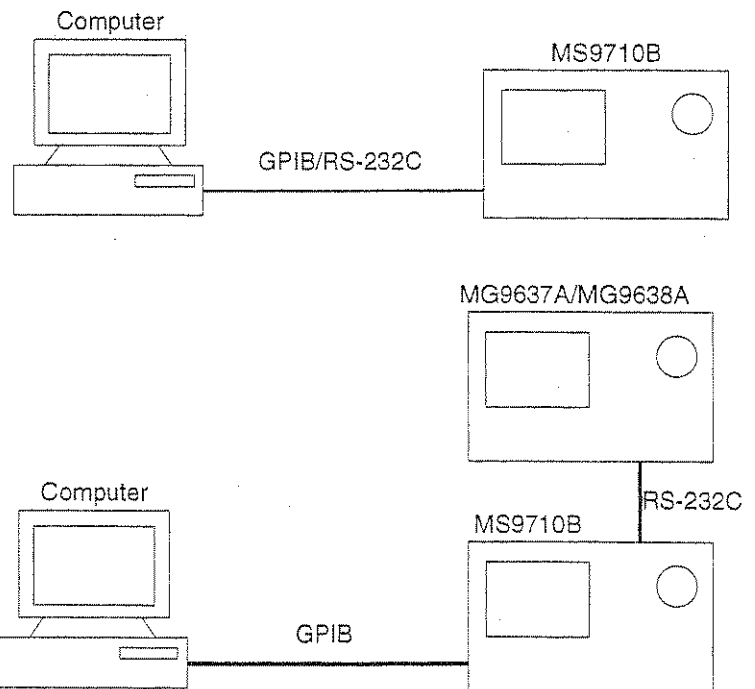 Computer
MS9710B
GPIB/RS-232C
MG9637A/MG9638A
Computer
RS-232C
MS9710B
GPIB